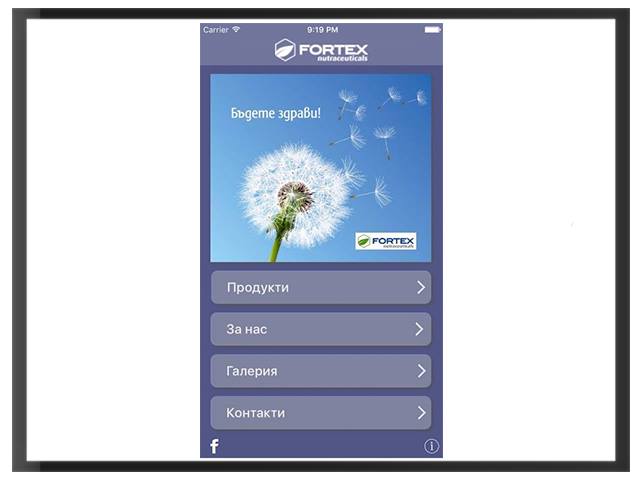 Carrier 9:19 PM
FORTEX
nutraceuticals
Бъдете здрави!
FORTEX
nutraceuticals
Продукти
За нас
Галерия
Контакти
f
i